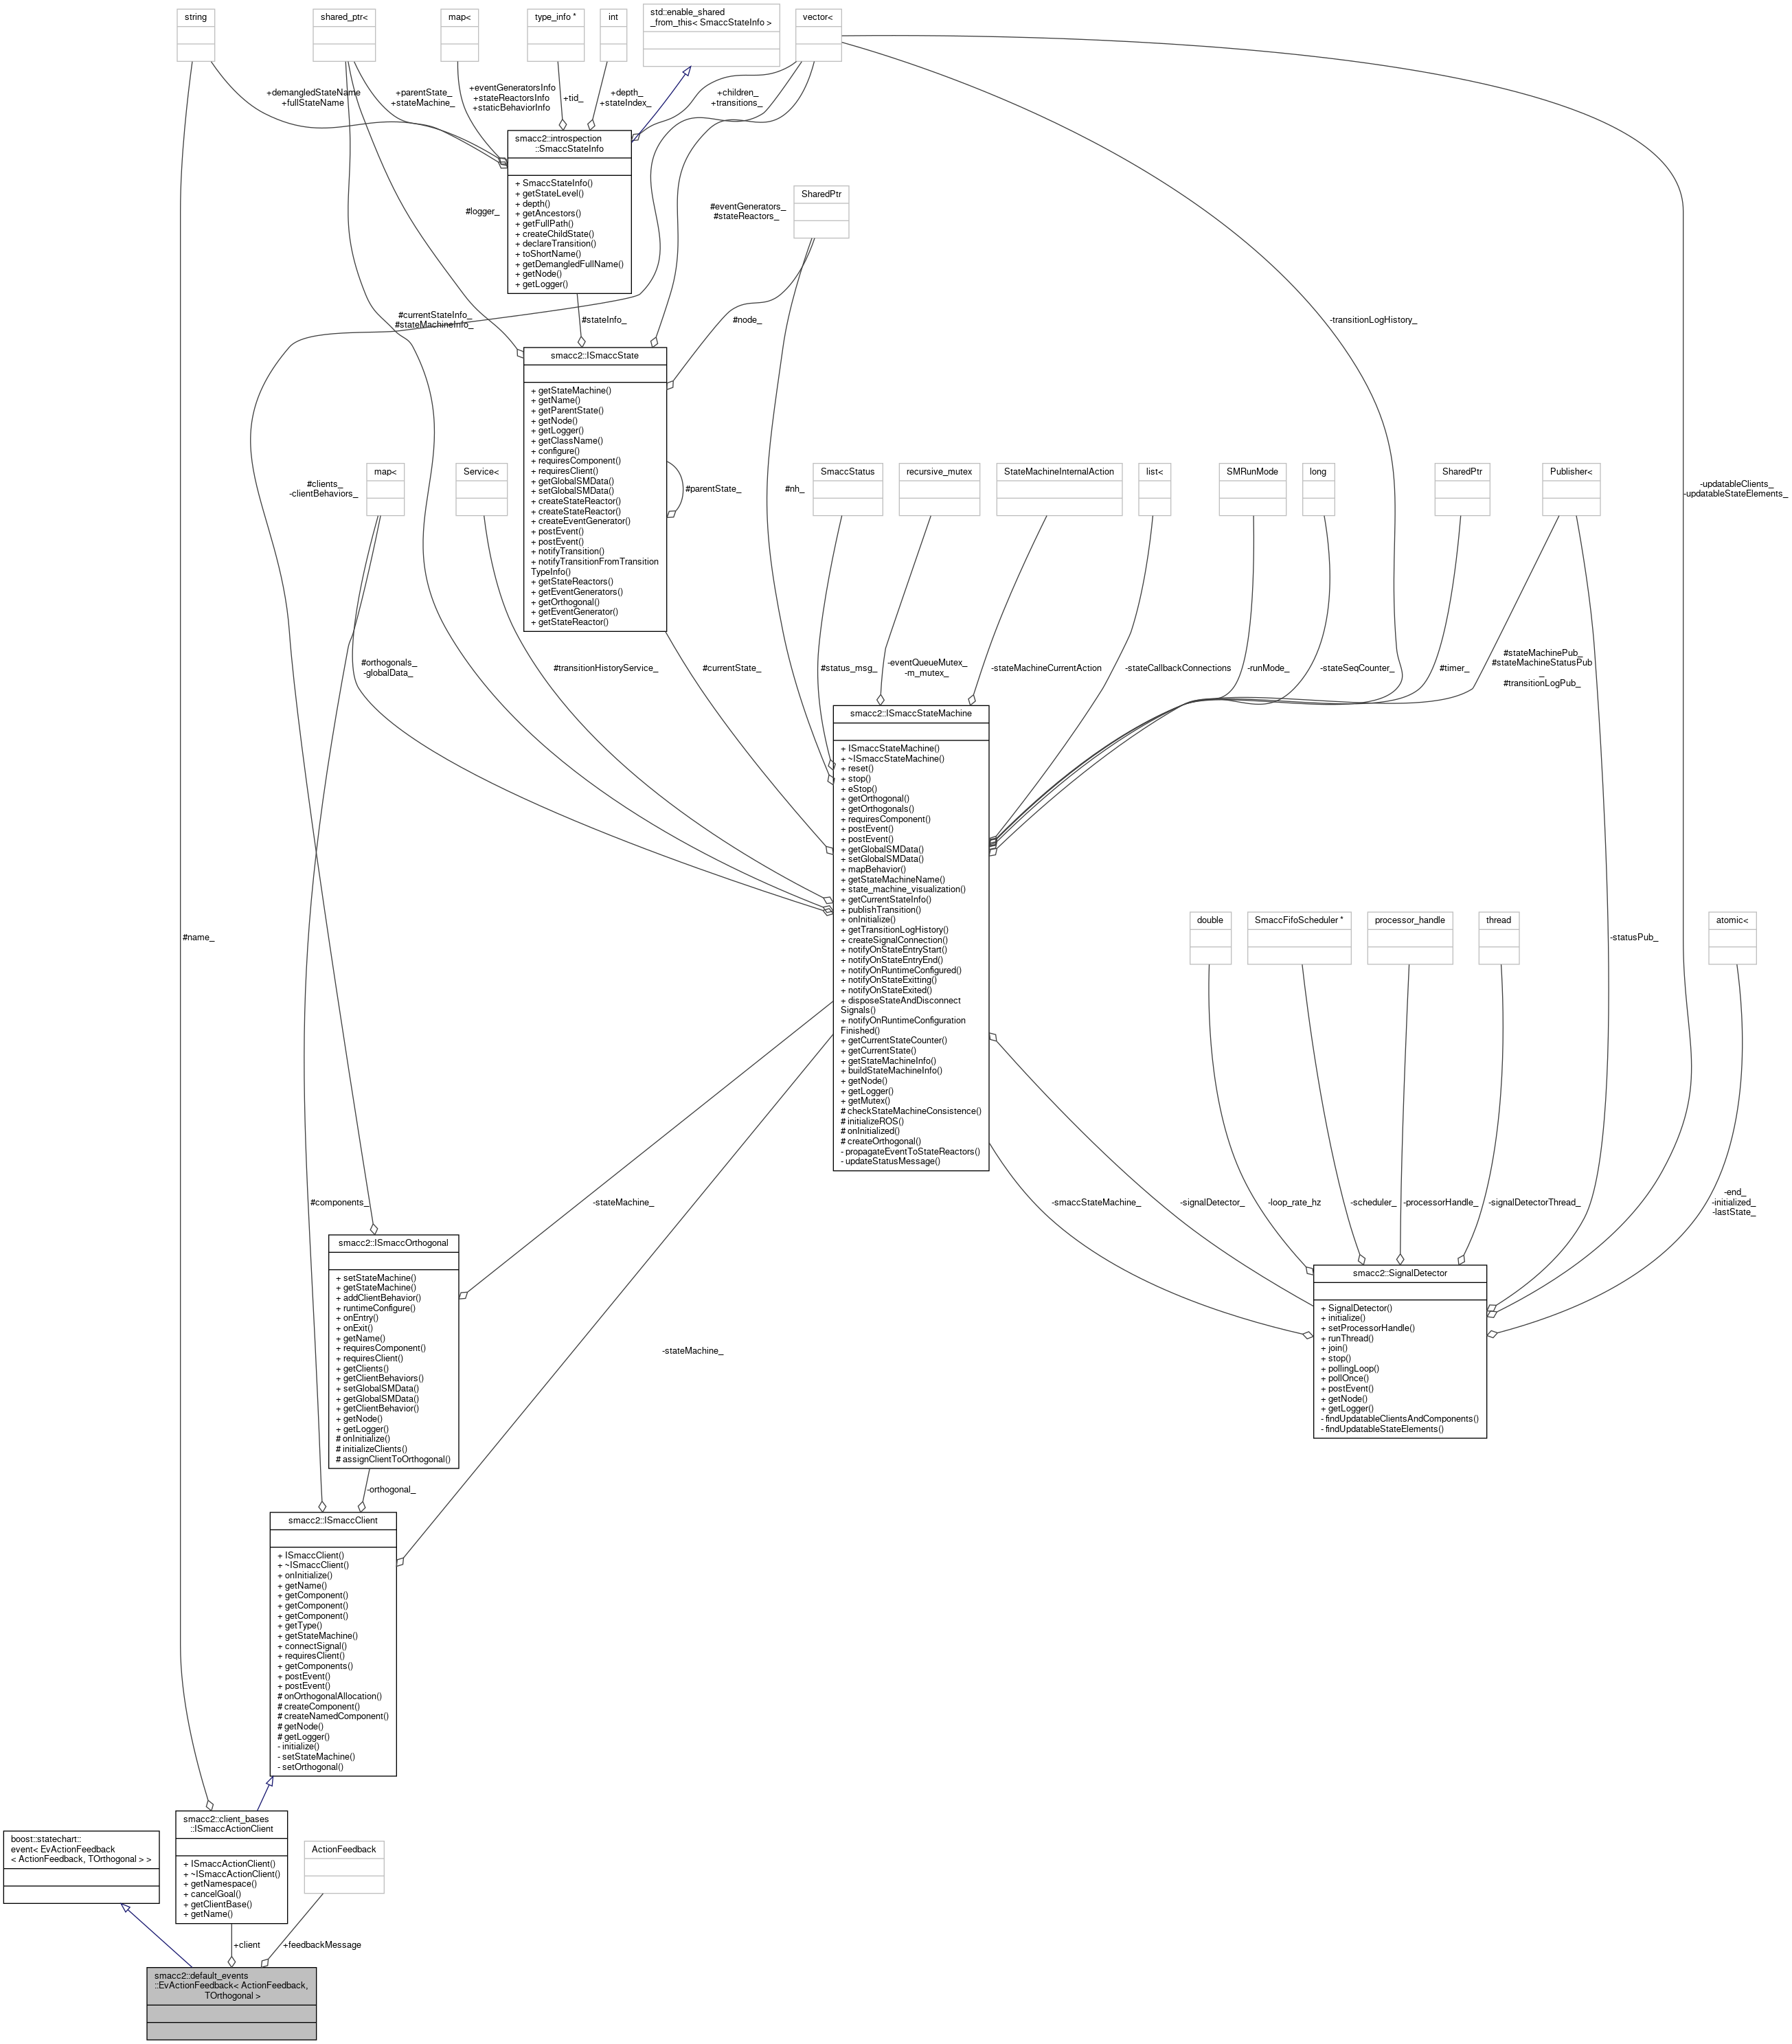 string
shared_ptr<
map<
type_info *
int
std::enable_shared
_from_this< SmaccStateInfo >
vector<
+demangledStateName
+fullStateName
+parentState_
+stateMachine_
+eventGeneratorsInfo
+stateReactorsInfo
+staticBehaviorInfo
+tid_
+depth_
+stateIndex_
+children_
+transitions_
smacc2::introspection
::SmaccStateInfo
+ SmaccStateInfo()
+ getStateLevel()
+ depth()
+ getAncestors()
+ getFullPath()
+ createChildState()
+ declareTransition()
+ toShortName()
+ getDemangledFullName()
+ getNode()
+ getLogger()
#logger_
#eventGenerators_
#stateReactors_
SharedPtr
#currentStateInfo_
#stateMachineInfo_
#stateInfo_
#node_
-transitionLogHistory_
smacc2::ISmaccState
+ getStateMachine()
+ getName()
+ getParentState()
+ getNode()
+ getLogger()
+ getClassName()
+ configure()
+ requiresComponent()
+ requiresClient()
+ getGlobalSMData()
+ setGlobalSMData()
+ createStateReactor()
+ createStateReactor()
+ createEventGenerator()
+ postEvent()
+ postEvent()
+ notifyTransition()
+ notifyTransitionFromTransition
TypeInfo()
+ getStateReactors()
+ getEventGenerators()
+ getOrthogonal()
+ getEventGenerator()
+ getStateReactor()
#parentState_
#clients_
-clientBehaviors_
map<
Service<
#nh_
SmaccStatus
recursive_mutex
StateMachineInternalAction
list<
SMRunMode
long
SharedPtr
Publisher<
-updatableClients_
-updatableStateElements_
#orthogonals_
-globalData_
#transitionHistoryService_
#currentState_
#status_msg_
-eventQueueMutex_
-m_mutex_
-stateMachineCurrentAction
-stateCallbackConnections
-runMode_
-stateSeqCounter_
#timer_
#stateMachinePub_
#stateMachineStatusPub
_
#transitionLogPub_
smacc2::ISmaccStateMachine
+ ISmaccStateMachine()
+ ~ISmaccStateMachine()
+ reset()
+ stop()
+ eStop()
+ getOrthogonal()
+ getOrthogonals()
+ requiresComponent()
+ postEvent()
+ postEvent()
+ getGlobalSMData()
+ setGlobalSMData()
+ mapBehavior()
+ getStateMachineName()
+ state_machine_visualization()
+ getCurrentStateInfo()
+ publishTransition()
+ onInitialize()
+ getTransitionLogHistory()
+ createSignalConnection()
+ notifyOnStateEntryStart()
+ notifyOnStateEntryEnd()
+ notifyOnRuntimeConfigured()
+ notifyOnStateExitting()
+ notifyOnStateExited()
+ disposeStateAndDisconnect
Signals()
+ notifyOnRuntimeConfiguration
Finished()
+ getCurrentStateCounter()
+ getCurrentState()
+ getStateMachineInfo()
+ buildStateMachineInfo()
+ getNode()
+ getLogger()
+ getMutex()
# checkStateMachineConsistence()
# initializeROS()
# onInitialized()
# createOrthogonal()
- propagateEventToStateReactors()
- updateStatusMessage()
#name_
double
SmaccFifoScheduler *
processor_handle
thread
atomic<
-statusPub_
#components_
-stateMachine_
-smaccStateMachine_
-signalDetector_
-loop_rate_hz
-scheduler_
-processorHandle_
-signalDetectorThread_
-end_
-initialized_
-lastState_
smacc2::ISmaccOrthogonal
+ setStateMachine()
+ getStateMachine()
+ addClientBehavior()
+ runtimeConfigure()
+ onEntry()
+ onExit()
+ getName()
+ requiresComponent()
+ requiresClient()
+ getClients()
+ getClientBehaviors()
+ setGlobalSMData()
+ getGlobalSMData()
+ getClientBehavior()
+ getNode()
+ getLogger()
# onInitialize()
# initializeClients()
# assignClientToOrthogonal()
smacc2::SignalDetector
+ SignalDetector()
+ initialize()
+ setProcessorHandle()
+ runThread()
+ join()
+ stop()
+ pollingLoop()
+ pollOnce()
+ postEvent()
+ getNode()
+ getLogger()
- findUpdatableClientsAndComponents()
- findUpdatableStateElements()
-stateMachine_
-orthogonal_
smacc2::ISmaccClient
+ ISmaccClient()
+ ~ISmaccClient()
+ onInitialize()
+ getName()
+ getComponent()
+ getComponent()
+ getComponent()
+ getType()
+ getStateMachine()
+ connectSignal()
+ requiresClient()
+ getComponents()
+ postEvent()
+ postEvent()
# onOrthogonalAllocation()
# createComponent()
# createNamedComponent()
# getNode()
# getLogger()
- initialize()
- setStateMachine()
- setOrthogonal()
boost::statechart::
event< EvActionFeedback
< ActionFeedback, TOrthogonal > >
smacc2::client_bases
::ISmaccActionClient
+ ISmaccActionClient()
+ ~ISmaccActionClient()
+ getNamespace()
+ cancelGoal()
+ getClientBase()
+ getName()
ActionFeedback
+client
+feedbackMessage
smacc2::default_events
::EvActionFeedback< ActionFeedback,
TOrthogonal >